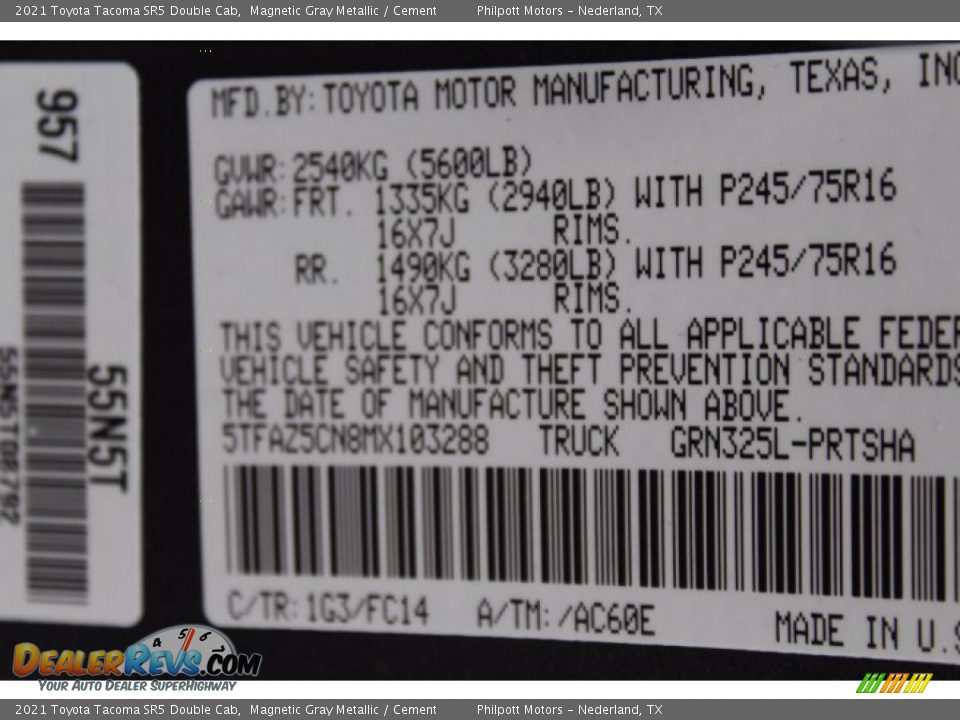 2021 Toyota Tacoma SR5 Double Cab, Magnetic Gray Metallic / Cement Philpott Motors - Nederland, TX
957
55N5T
MFD.BY:TOYOTA MOTOR MANUFACTURING, TEXAS, INC
GVWR:2540KG (5600LB)
GAWR:FRT. 1335KG (2940LB) WITH P245/75R16
16X7J RIMS.
RR. 1490KG (3280LB) WITH P245/75R16
16X7J RIMS.
THIS VEHICLE CONFORMS TO ALL APPLICABLE FEDER
VEHICLE SAFETY AND THEFT PREVENTION STANDARDS
THE DATE OF MANUFACTURE SHOWN ABOVE.
5TFAZ5CN8MX103288 TRUCK GRN325L-PRTSHA
C/TR:1G3/FC14 A/TM:/AC60E MADE IN U.S
4 5 6
DEALERREVS.COM
YOUR AUTO DEALER SUPERHIGHWAY
2021 Toyota Tacoma SR5 Double Cab, Magnetic Gray Metallic / Cement Philpott Motors - Nederland, TX